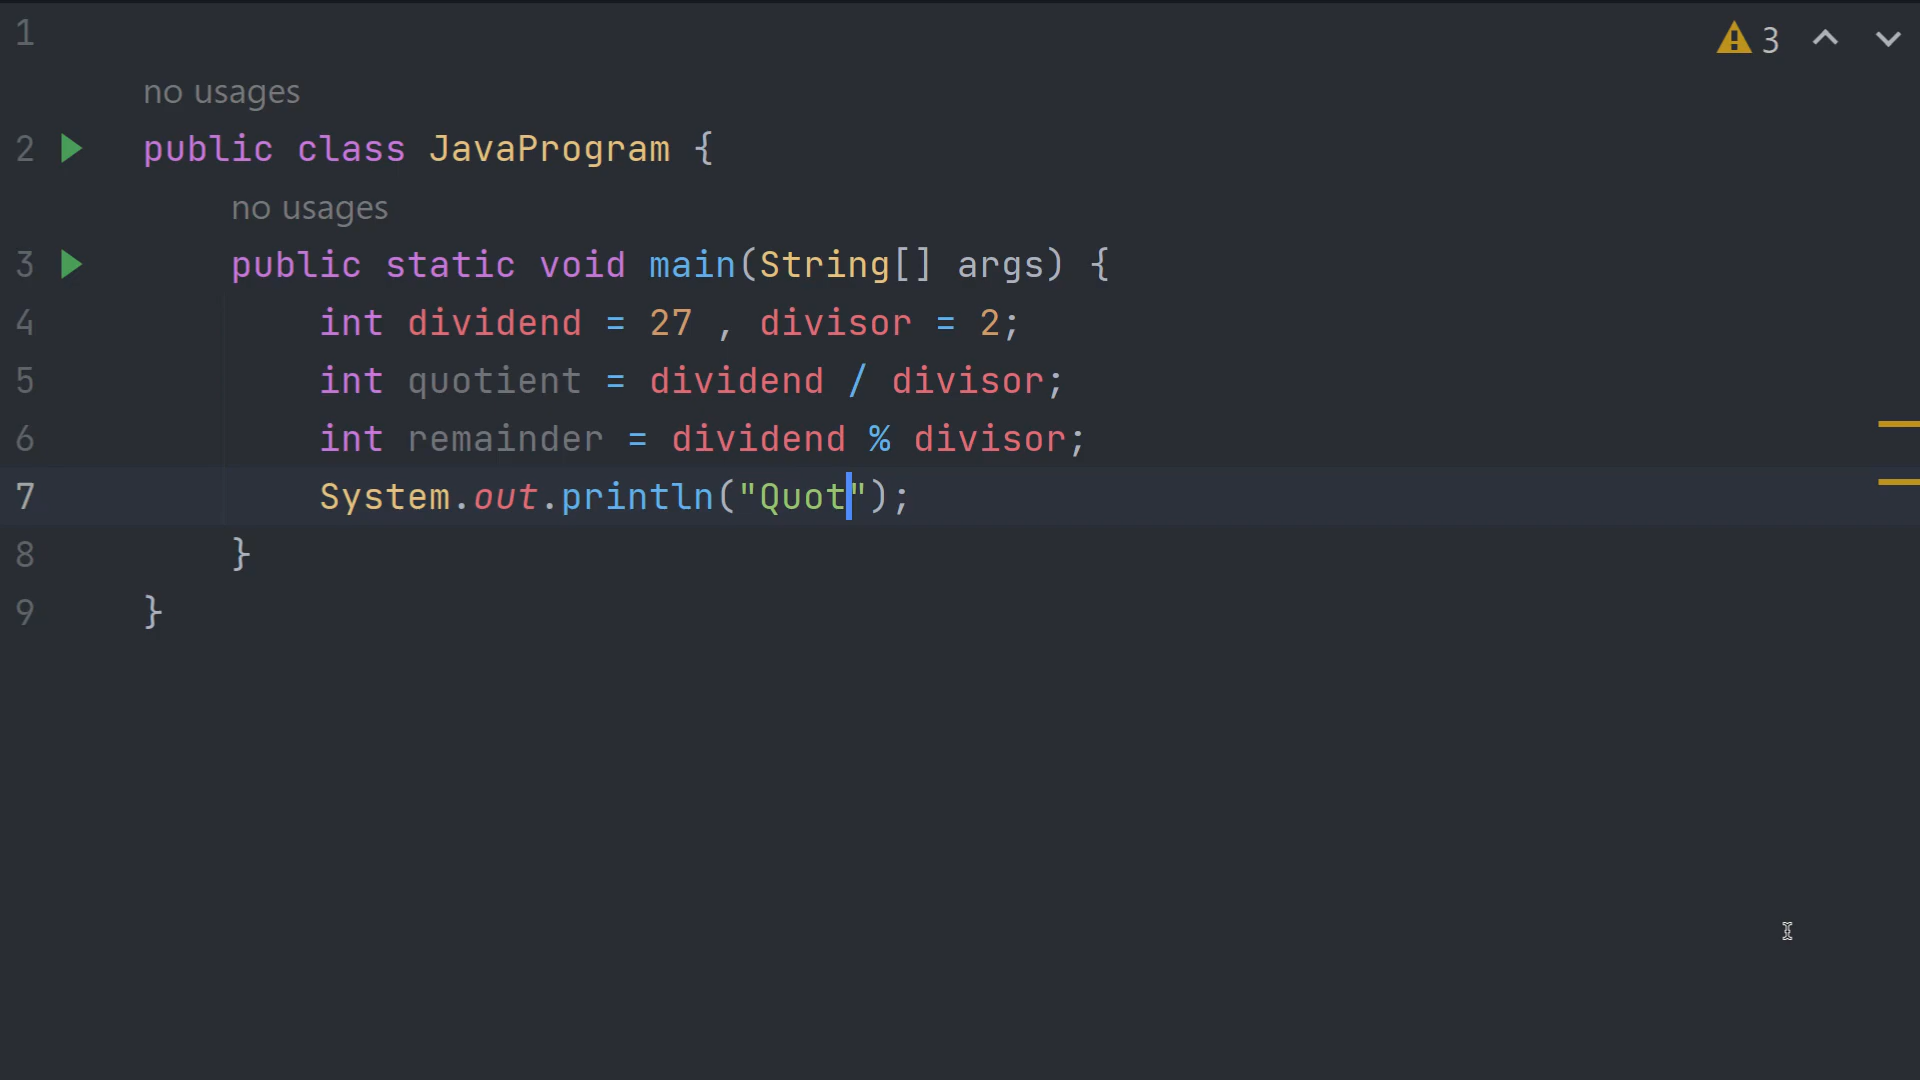 1
3
no usages
2 public class JavaProgram {
no usages
3 public static void main(String[] args) {
4 int dividend = 27 , divisor = 2;
5 int quotient = dividend / divisor;
6 int remainder = dividend % divisor;
7 System.out.println("Quot");
8 }
9 }